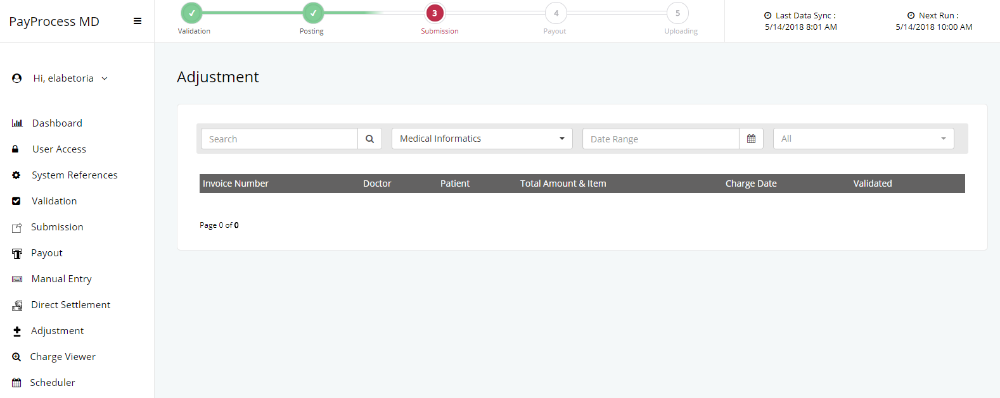 PayProcess MD
3
4
5
Validation
Posting
Submission
Payout
Uploading
Last Data Sync :
5/14/2018 8:01 AM
Next Run :
5/14/2018 10:00 AM
Hi, elabetoria
Dashboard
User Access
System References
Validation
Submission
Payout
Manual Entry
Direct Settlement
Adjustment
Charge Viewer
Scheduler
Adjustment
Search
Medical Informatics
Date Range
All
Invoice Number Doctor Patient Total Amount & Item Charge Date Validated
Page 0 of 0